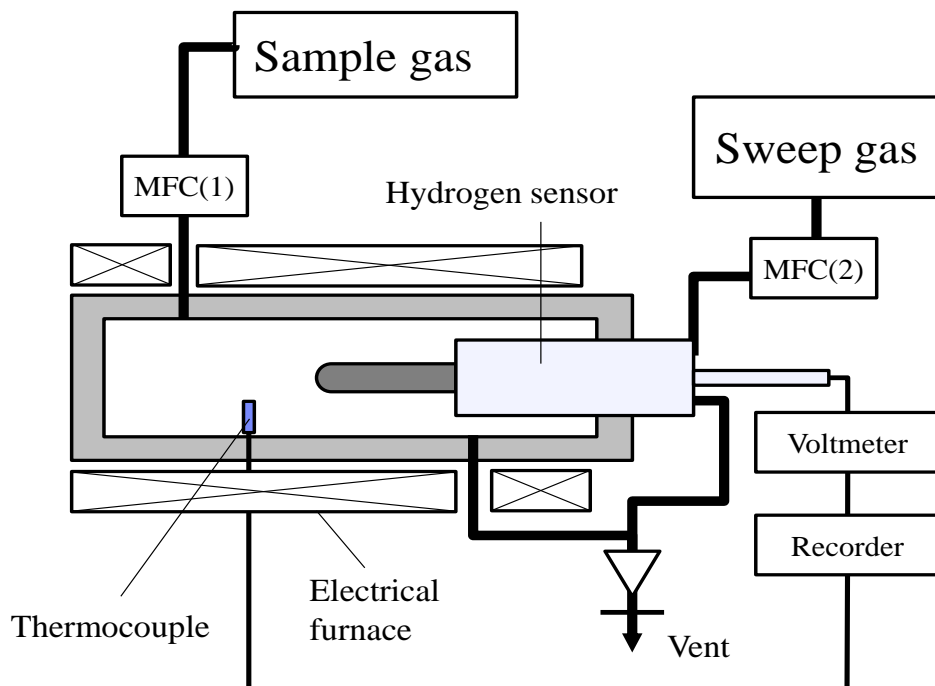 Sample gas
Sweep gas
MFC(1)
Hydrogen sensor
MFC(2)
Voltmeter
Recorder
Electrical
furnace
Thermocouple
Vent